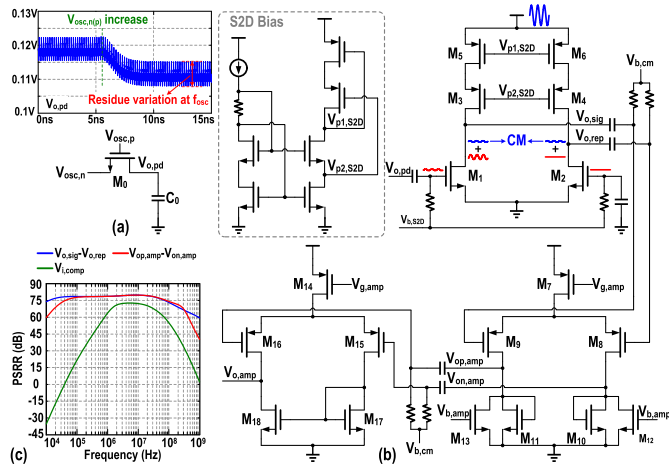 V_osc,n(p) increase
0.13V
0.12V
0.11V
0.1V
V_o,pd
Residue variation at f_osc
0ns
5ns
10ns
15ns
V_osc,p
V_osc,n
V_o,pd
M_0
C_0
(a)
S2D Bias
V_p1,S2D
V_p2,S2D
M_5
V_p1,S2D
M_6
V_b,cm
M_3
V_p2,S2D
M_4
V_o,sig
V_o,rep
CM
+
+
V_o,pd
M_1
M_2
V_b,S2D
V_o,sig-V_o,rep
V_op,amp-V_on,amp
V_i,comp
90
75
60
45
30
15
0
-15
-30
-45
PSRR (dB)
10^4
10^5
10^6
10^7
10^8
10^9
Frequency (Hz)
(c)
M_14
V_g,amp
M_7
V_g,amp
M_16
M_15
M_9
M_8
V_op,amp
V_on,amp
V_o,amp
M_18
M_17
V_b,cm
V_b,amp
M_13
M_11
M_10
V_b,amp
M_12
(b)